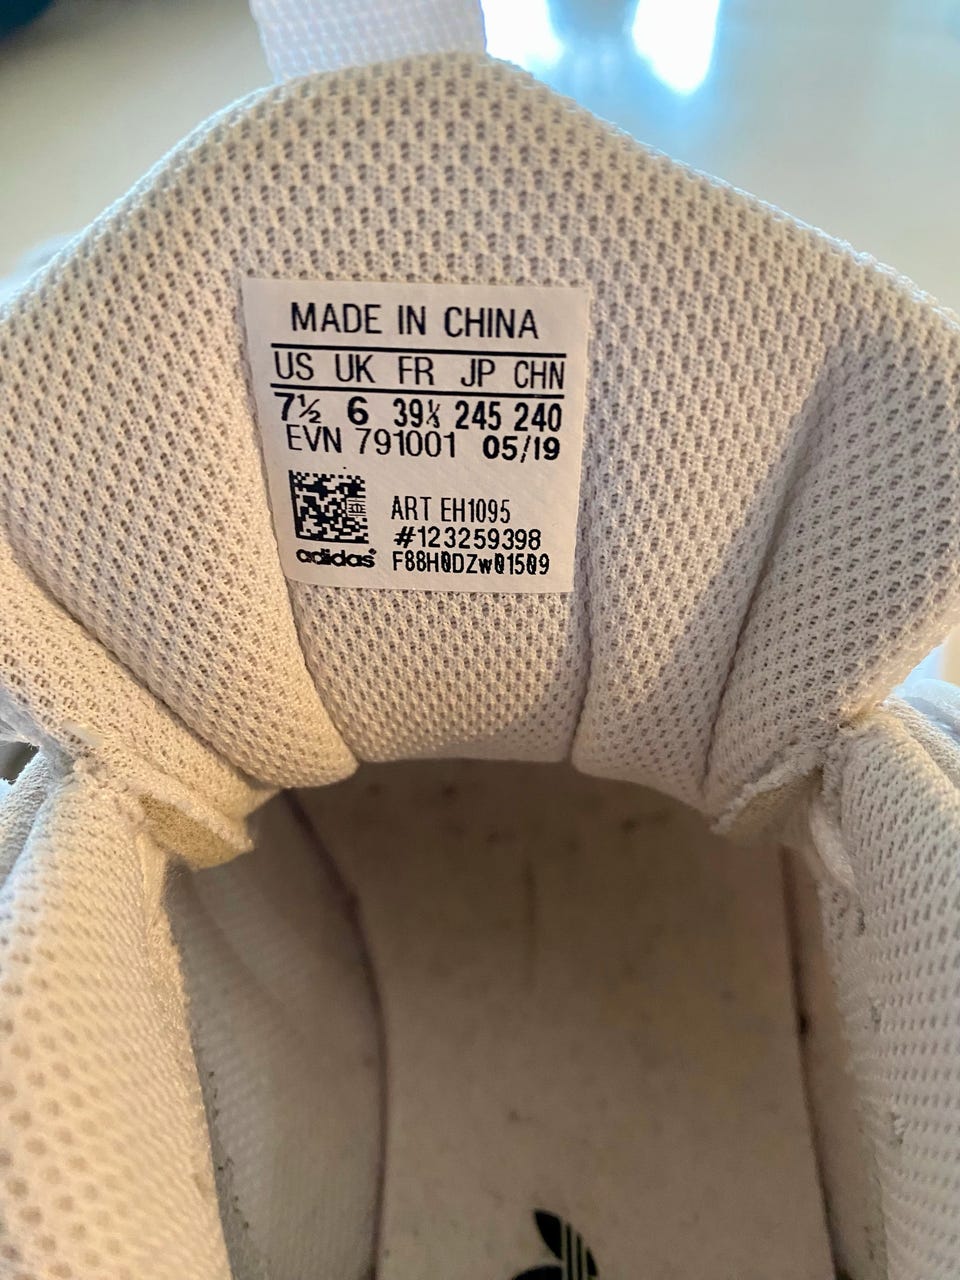 MADE IN CHINA
US UK FR JP CHN
7½ 6 39⅓ 245 240
EVN 791001 05/19
ART EH1095
#123259398
adidas F88H0DZw01509